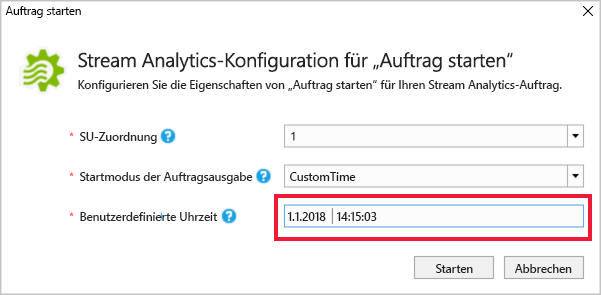 Auftrag starten
Stream Analytics-Konfiguration für „Auftrag starten“
Konfigurieren Sie die Eigenschaften von „Auftrag starten“ für Ihren Stream Analytics-Auftrag.
* SU-Zuordnung ? 1
* Startmodus der Auftragsausgabe ? CustomTime
* Benutzerdefinierte Uhrzeit ? 1.1.2018 14:15:03
Starten Abbrechen